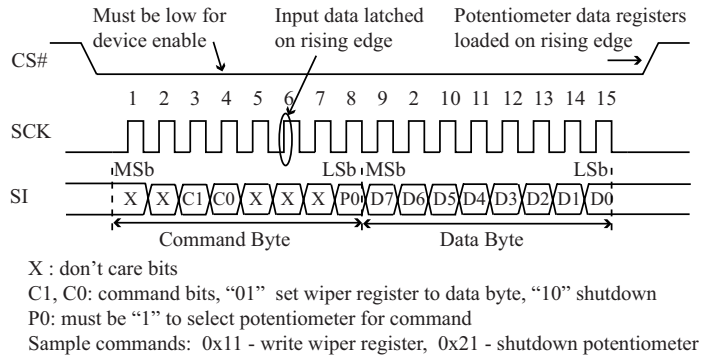 Must be low for device enable
Input data latched on rising edge
Potentiometer data registers loaded on rising edge
CS#
1 2 3 4 5 6 7 8 9 2 10 11 12 13 14 15
SCK
MSb LSb MSb LSb
SI X X C1 C0 X X X P0 D7 D6 D5 D4 D3 D2 D1 D0
Command Byte Data Byte
X : don't care bits
C1, C0: command bits, “01” set wiper register to data byte, “10” shutdown
P0: must be “1” to select potentiometer for command
Sample commands: 0x11 - write wiper register, 0x21 - shutdown potentiometer